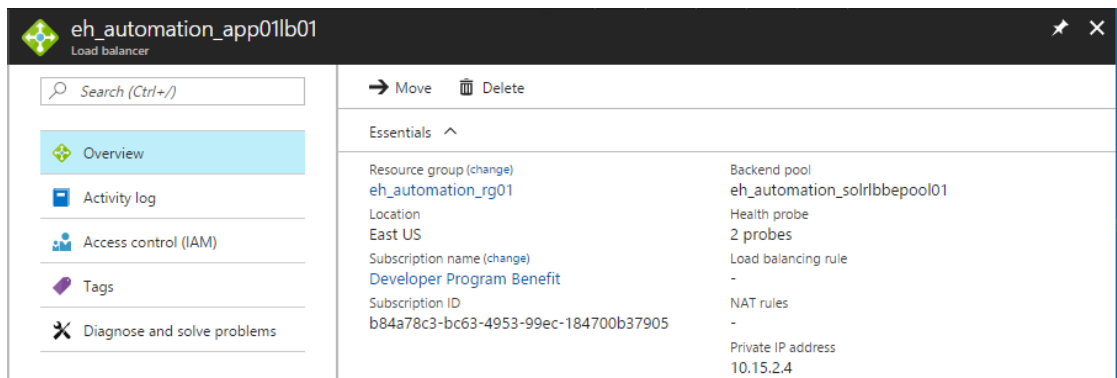 eh_automation_app01lb01
Load balancer
Search (Ctrl+/)
Overview
Activity log
Access control (IAM)
Tags
Diagnose and solve problems
Move Delete
Essentials
Resource group (change)
eh_automation_rg01
Location
East US
Subscription name (change)
Developer Program Benefit
Subscription ID
b84a78c3-bc63-4953-99ec-184700b37905
Backend pool
eh_automation_solrlbbepool01
Health probe
2 probes
Load balancing rule
-
NAT rules
-
Private IP address
10.15.2.4